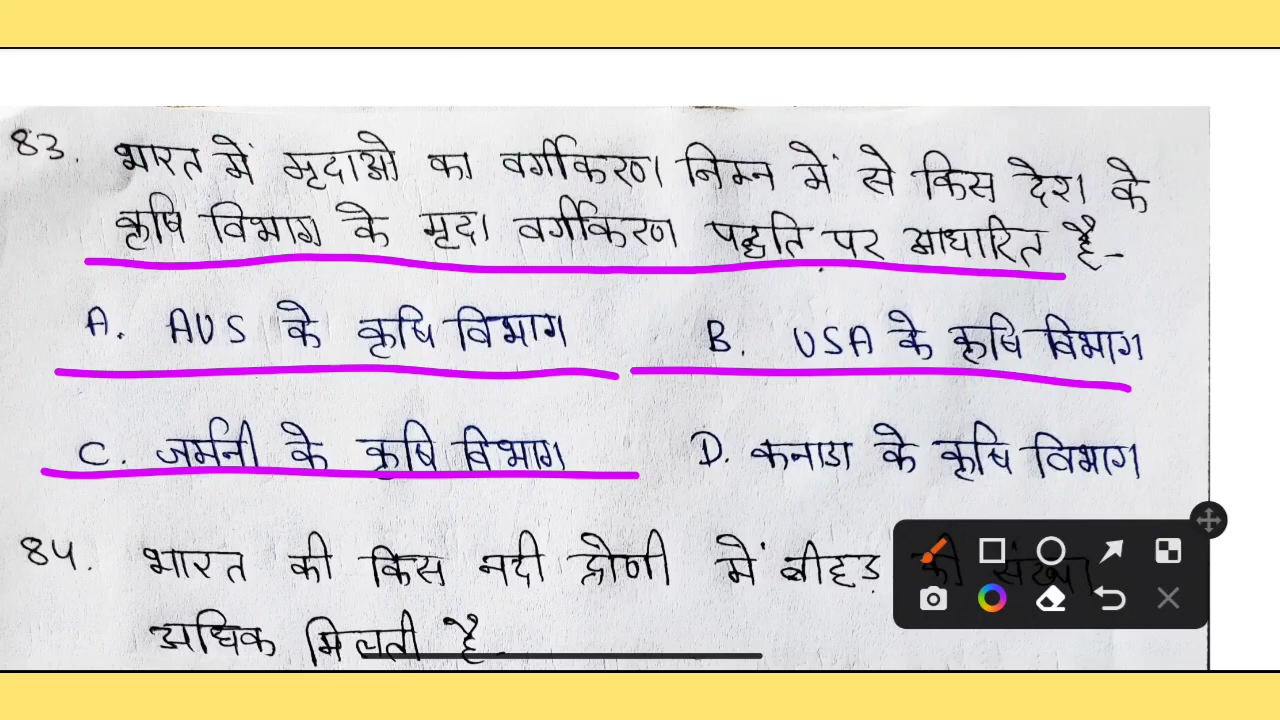 83. भारत में मृदाओ का वर्गीकरण निम्न में से किस देश के
कृषि विभाग के मृदा वर्गीकरण पद्धति पर आधारित है-
A. AUS के कृषि विभाग
B. USA के कृषि विभाग
C. जर्मनी के कृषि विभाग
D. कनाडा के कृषि विभाग
84. भारत की किस नदी द्रोणी में बीहड़ की संख्या
अधिक मिलती है